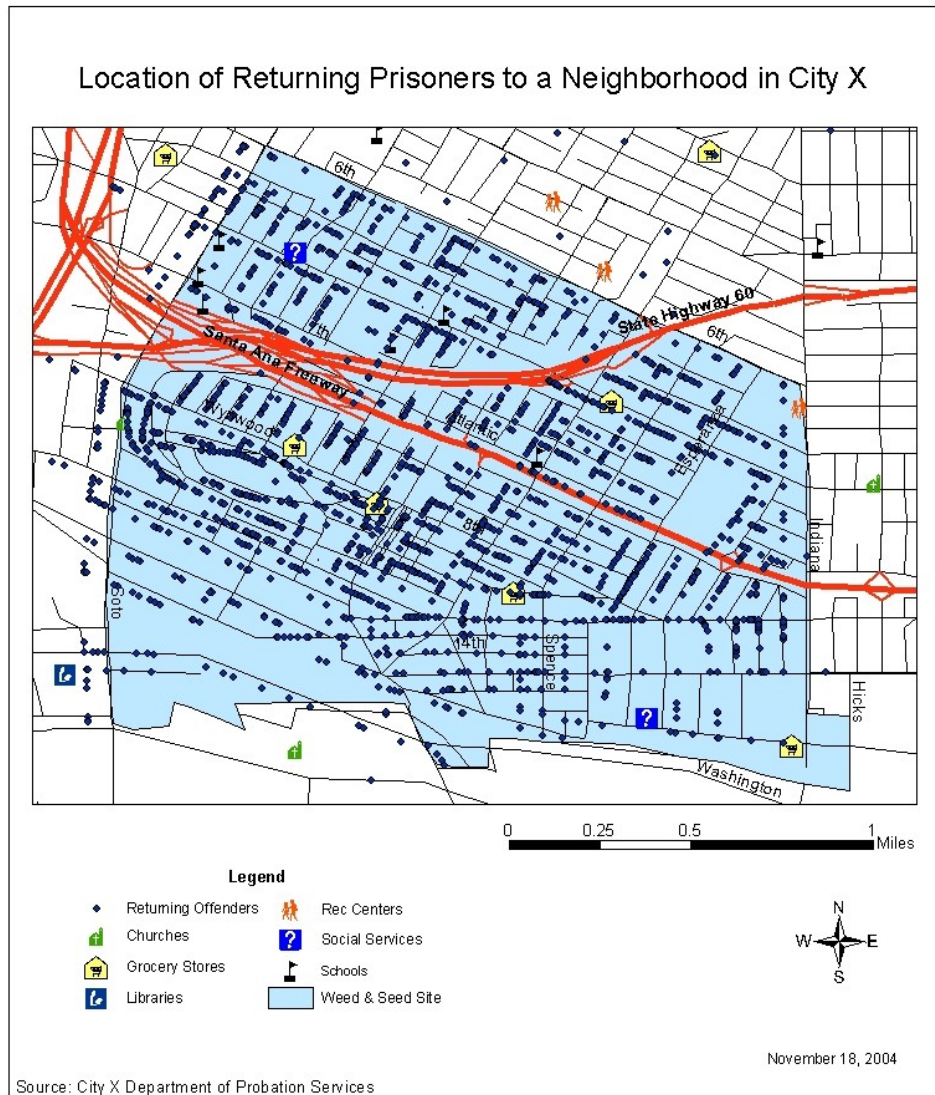 Location of Returning Prisoners to a Neighborhood in City X
6th
State Highway 60
6th
7th
Santa Ana Freeway
Wynwood
Atlantic
Esperanza
8th
Indiana
Soto
14th
Spence
Hicks
Washington
0 0.25 0.5 1
Miles
Legend
Returning Offenders
Rec Centers
Churches
Social Services
Grocery Stores
Schools
Libraries
Weed & Seed Site
N
W E
S
November 18, 2004
Source: City X Department of Probation Services